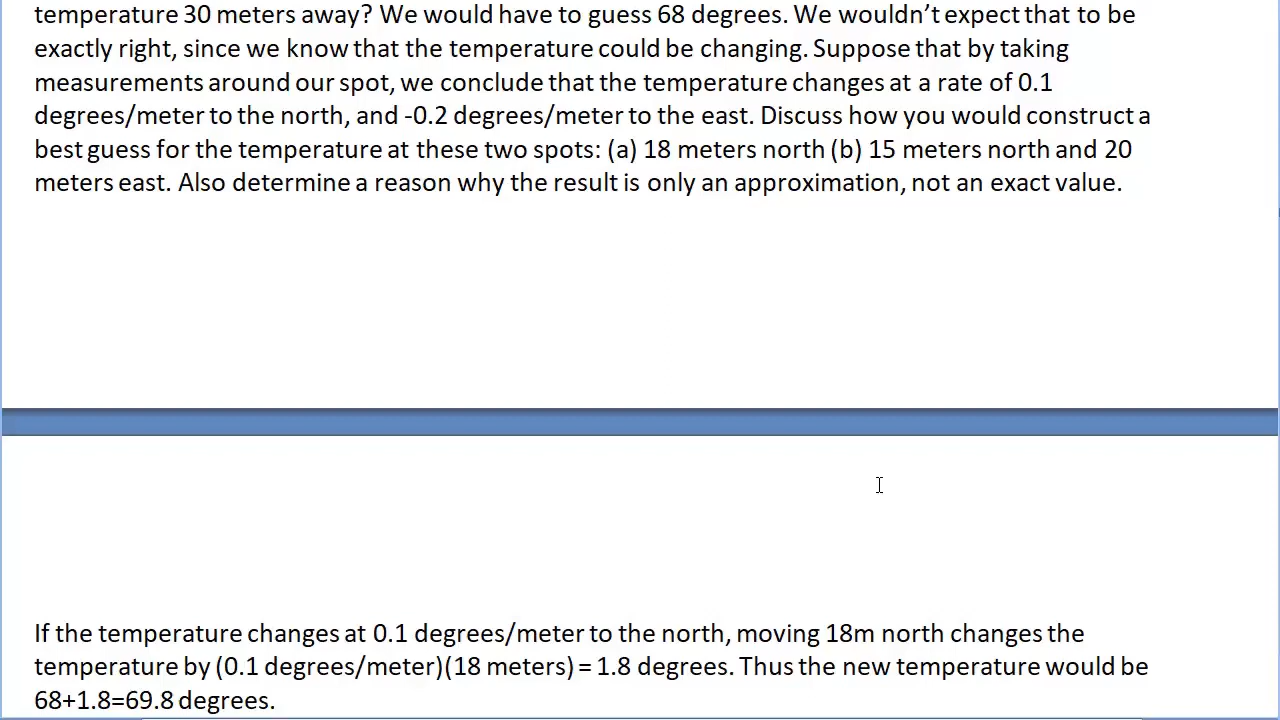 temperature 30 meters away? We would have to guess 68 degrees. We wouldn't expect that to be
exactly right, since we know that the temperature could be changing. Suppose that by taking
measurements around our spot, we conclude that the temperature changes at a rate of 0.1
degrees/meter to the north, and -0.2 degrees/meter to the east. Discuss how you would construct a
best guess for the temperature at these two spots: (a) 18 meters north (b) 15 meters north and 20
meters east. Also determine a reason why the result is only an approximation, not an exact value.
If the temperature changes at 0.1 degrees/meter to the north, moving 18m north changes the
temperature by (0.1 degrees/meter)(18 meters) = 1.8 degrees. Thus the new temperature would be
68+1.8=69.8 degrees.